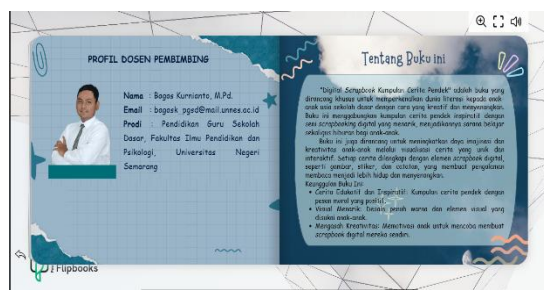 PROFIL DOSEN PEMBIMBING
Nama : Bagas Kurnianto, M.Pd.
Email : bagask_pgsd@mail.unnes.ac.id
Prodi : Pendidikan Guru Sekolah
Dasar, Fakultas Ilmu Pendidikan dan
Psikologi, Universitas Negeri
Semarang
Tentang Buku ini
"Digital Scrapbook Kumpulan Cerita Pendek" adalah buku yang
dirancang khusus untuk memperkenalkan dunia literasi kepada anak-
anak usia sekolah dasar dengan cara yang kreatif dan menyenangkan.
Buku ini menggabungkan kumpulan cerita pendek inspiratif dengan
seni scrapbooking digital yang menarik, menjadikannya sarana belajar
sekaligus hiburan bagi anak-anak.
Buku ini juga dirancang untuk meningkatkan daya imajinasi dan
kreativitas anak-anak melalui visualisasi cerita yang unik dan
interaktif. Setiap cerita dilengkapi dengan elemen scrapbook digital,
seperti gambar, stiker, dan catatan, yang membuat pengalaman
membaca menjadi lebih hidup dan menyenangkan.
Keunggulan Buku Ini:
• Cerita Edukatif dan Inspiratif: Kumpulan cerita pendek dengan
pesan moral yang positif.
• Visual Menarik: Desain penuh warna dan elemen visual yang
disukai anak-anak.
• Mengasah Kreativitas: Memotivasi anak untuk mencoba membuat
scrapbook digital mereka sendiri.
Flipbooks